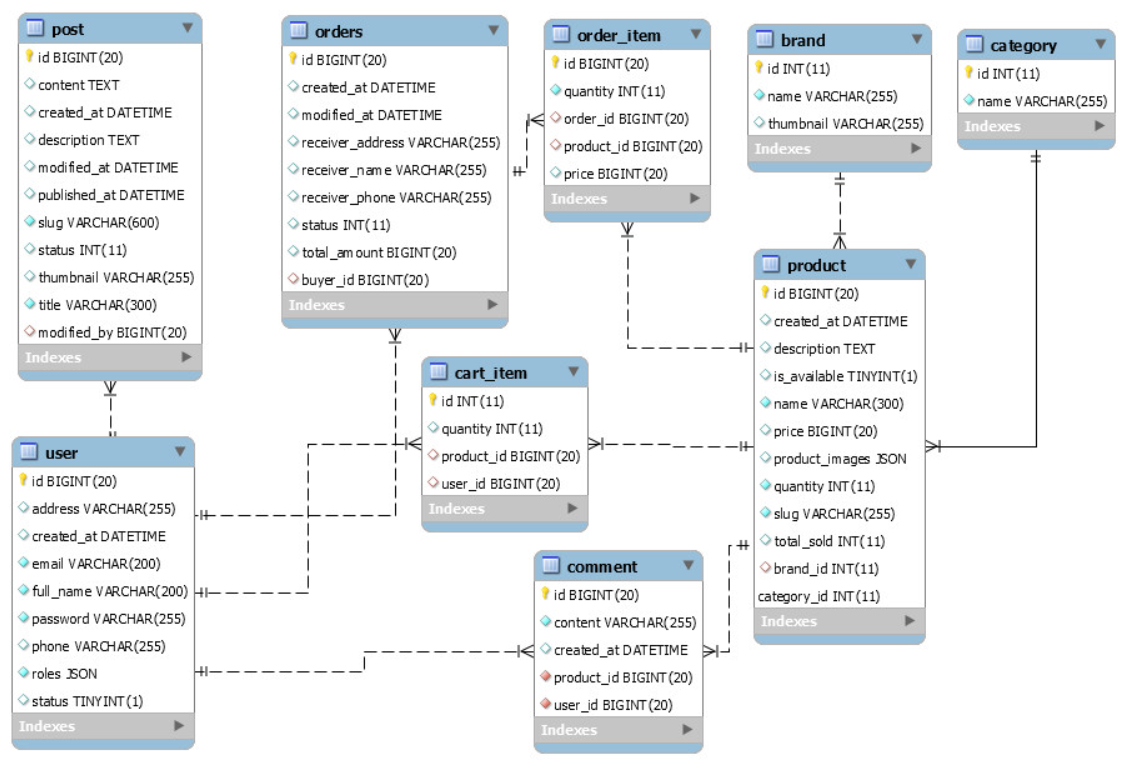 post
id BIGINT(20)
content TEXT
created_at DATETIME
description TEXT
modified_at DATETIME
published_at DATETIME
slug VARCHAR(600)
status INT(11)
thumbnail VARCHAR(255)
title VARCHAR(300)
modified_by BIGINT(20)
Indexes
orders
id BIGINT(20)
created_at DATETIME
modified_at DATETIME
receiver_address VARCHAR(255)
receiver_name VARCHAR(255)
receiver_phone VARCHAR(255)
status INT(11)
total_amount BIGINT(20)
buyer_id BIGINT(20)
Indexes
order_item
id BIGINT(20)
quantity INT(11)
order_id BIGINT(20)
product_id BIGINT(20)
price BIGINT(20)
Indexes
brand
id INT(11)
name VARCHAR(255)
thumbnail VARCHAR(255)
Indexes
category
id INT(11)
name VARCHAR(255)
Indexes
user
id BIGINT(20)
address VARCHAR(255)
created_at DATETIME
email VARCHAR(200)
full_name VARCHAR(200)
password VARCHAR(255)
phone VARCHAR(255)
roles JSON
status TINYINT(1)
Indexes
cart_item
id INT(11)
quantity INT(11)
product_id BIGINT(20)
user_id BIGINT(20)
Indexes
comment
id BIGINT(20)
content VARCHAR(255)
created_at DATETIME
product_id BIGINT(20)
user_id BIGINT(20)
Indexes
product
id BIGINT(20)
created_at DATETIME
description TEXT
is_available TINYINT(1)
name VARCHAR(300)
price BIGINT(20)
product_images JSON
quantity INT(11)
slug VARCHAR(255)
total_sold INT(11)
brand_id INT(11)
category_id INT(11)
Indexes